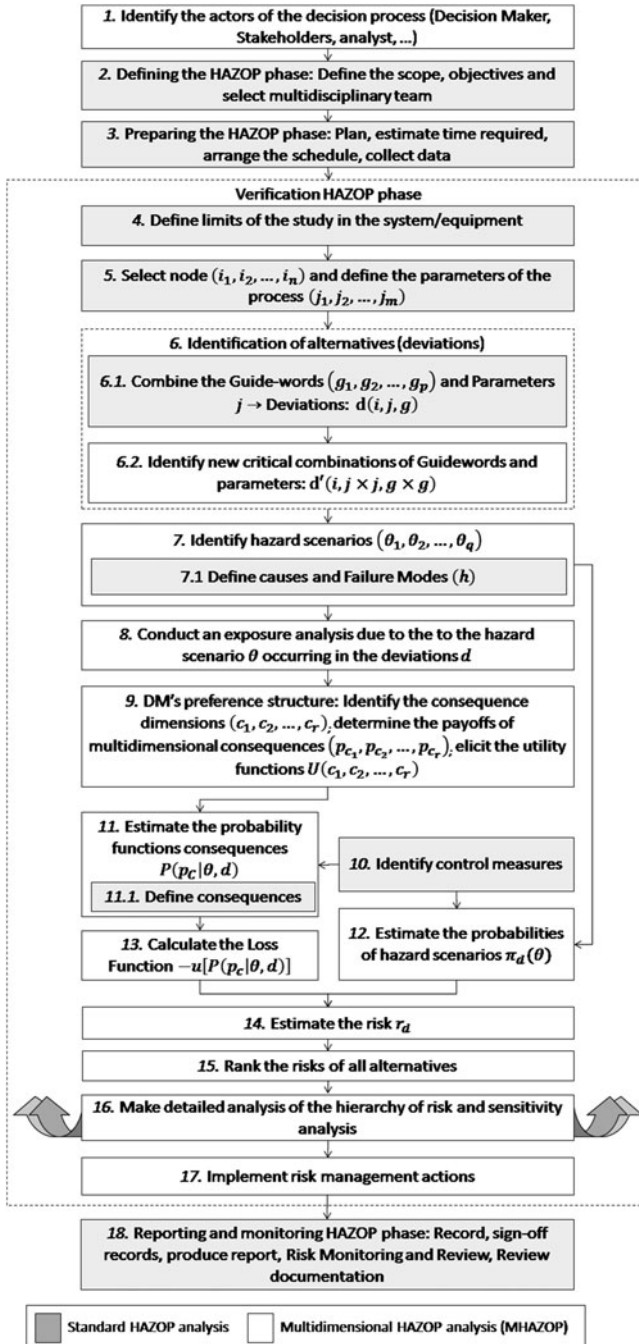 1. Identify the actors of the decision process (Decision Maker,
Stakeholders, analyst, ...)
2. Defining the HAZOP phase: Define the scope, objectives and
select multidisciplinary team
3. Preparing the HAZOP phase: Plan, estimate time required,
arrange the schedule, collect data
Verification HAZOP phase
4. Define limits of the study in the system/equipment
5. Select node (i₁, i₂, ..., iₙ) and define the parameters of the
process (j₁, j₂, ..., jₘ)
6. Identification of alternatives (deviations)
6.1. Combine the Guide-words (g₁, g₂, ..., gₚ) and Parameters
j → Deviations: d(i, j, g)
6.2. Identify new critical combinations of Guidewords and
parameters: d′(i, j × j, g × g)
7. Identify hazard scenarios (θ₁, θ₂, ..., θ_q)
7.1 Define causes and Failure Modes (h)
8. Conduct an exposure analysis due to the to the hazard
scenario θ occurring in the deviations d
9. DM's preference structure: Identify the consequence
dimensions (c₁, c₂, ..., cᵣ); determine the payoffs of
multidimensional consequences (p_c₁, p_c₂, ..., p_cᵣ); elicit the utility
functions U(c₁, c₂, ..., cᵣ)
11. Estimate the probability
functions consequences
P(p_C|θ, d)
11.1. Define consequences
10. Identify control measures
13. Calculate the Loss
Function −u[P(p_c|θ, d)]
12. Estimate the probabilities
of hazard scenarios π_d(θ)
14. Estimate the risk r_d
15. Rank the risks of all alternatives
16. Make detailed analysis of the hierarchy of risk and sensitivity
analysis
17. Implement risk management actions
18. Reporting and monitoring HAZOP phase: Record, sign-off
records, produce report, Risk Monitoring and Review, Review
documentation
Standard HAZOP analysis
Multidimensional HAZOP analysis (MHAZOP)